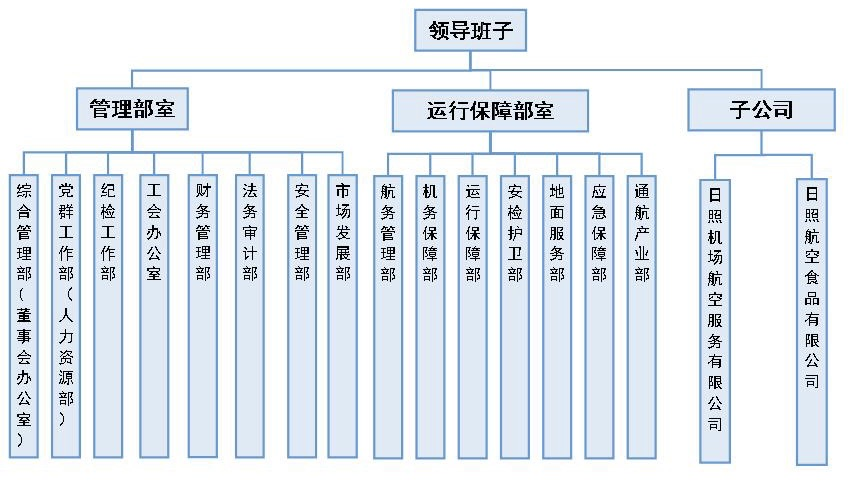 领导班子
管理部室
运行保障部室
子公司
综合管理部(董事会办公室)
党群工作部(人力资源部)
纪检工作部
工会办公室
财务管理部
法务审计部
安全管理部
市场发展部
航务管理部
机务保障部
运行保障部
安检护卫部
地面服务部
应急保障部
通航产业部
日照机场航空服务有限公司
日照航空食品有限公司